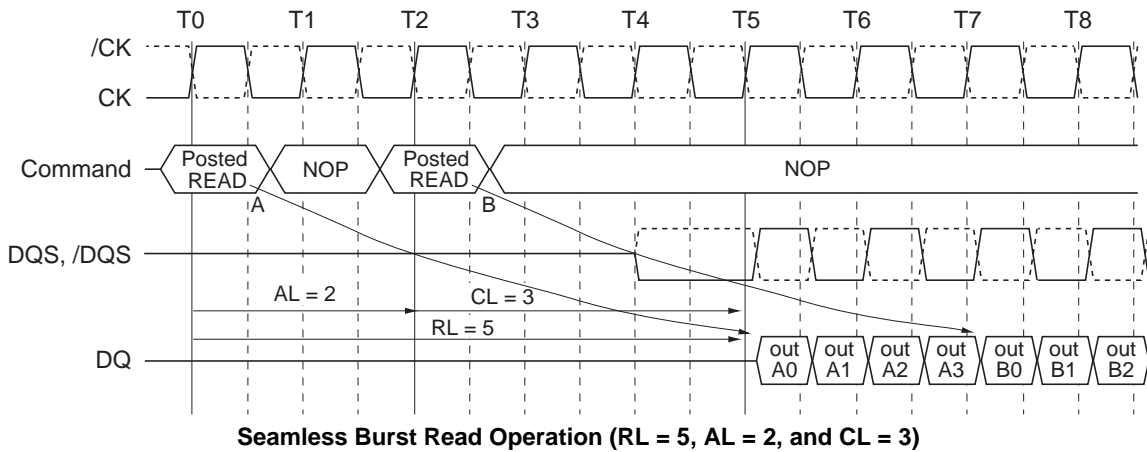 T0 T1 T2 T3 T4 T5 T6 T7 T8
/CK
CK
Command
Posted
READ
NOP
Posted
READ
NOP
A
B
DQS, /DQS
AL = 2
CL = 3
RL = 5
DQ
out
A0
out
A1
out
A2
out
A3
out
B0
out
B1
out
B2
Seamless Burst Read Operation (RL = 5, AL = 2, and CL = 3)